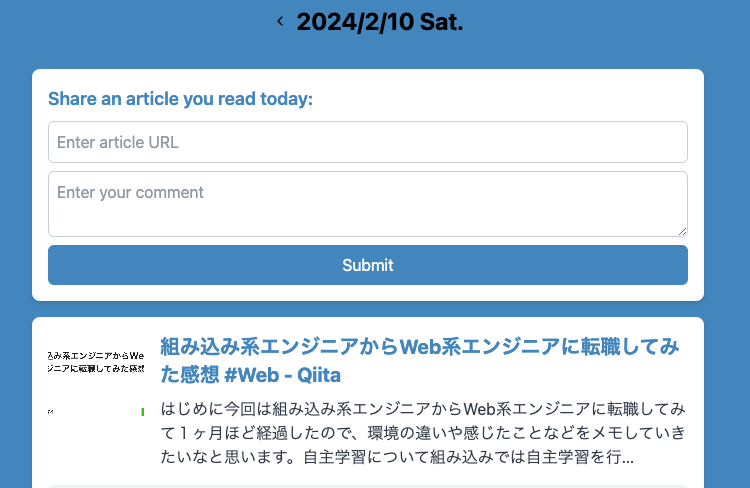 2024/2/10 Sat.
Share an article you read today:
Enter article URL
Enter your comment
Submit
込み系エンジニアからWe
ジニアに転職してみた感想
組み込み系エンジニアからWeb系エンジニアに転職してみ
た感想 #Web - Qiita
はじめに今回は組み込み系エンジニアからWeb系エンジニアに転職してみ
て１ヶ月ほど経過したので、環境の違いや感じたことなどをメモしていき
たいなと思います。自主学習について組み込みでは自主学習を行...